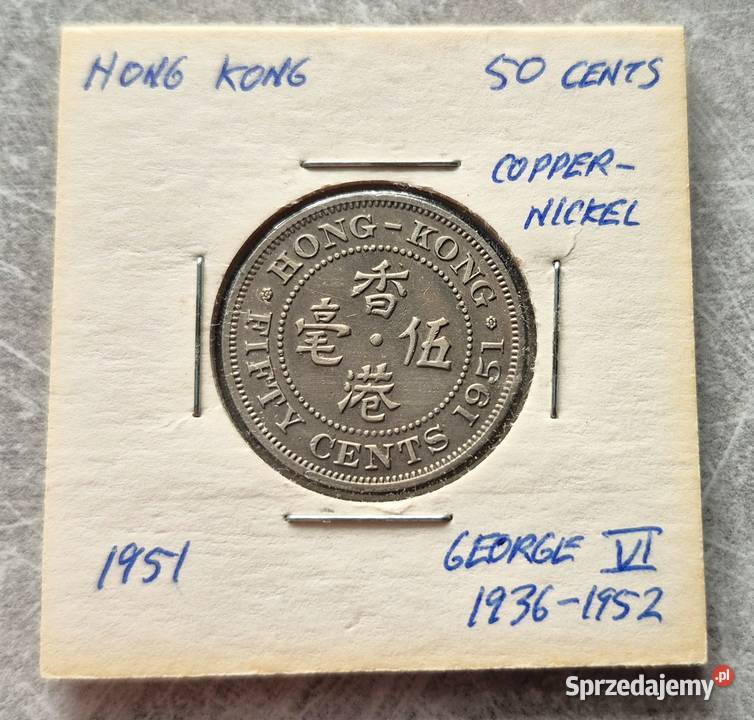 HONG KONG
50 CENTS
COPPER-
NICKEL
HONG-KONG
香
毫 伍
港
FIFTY CENTS 1951
1951
GEORGE VI
1936-1952
Sprzedajemy.pl